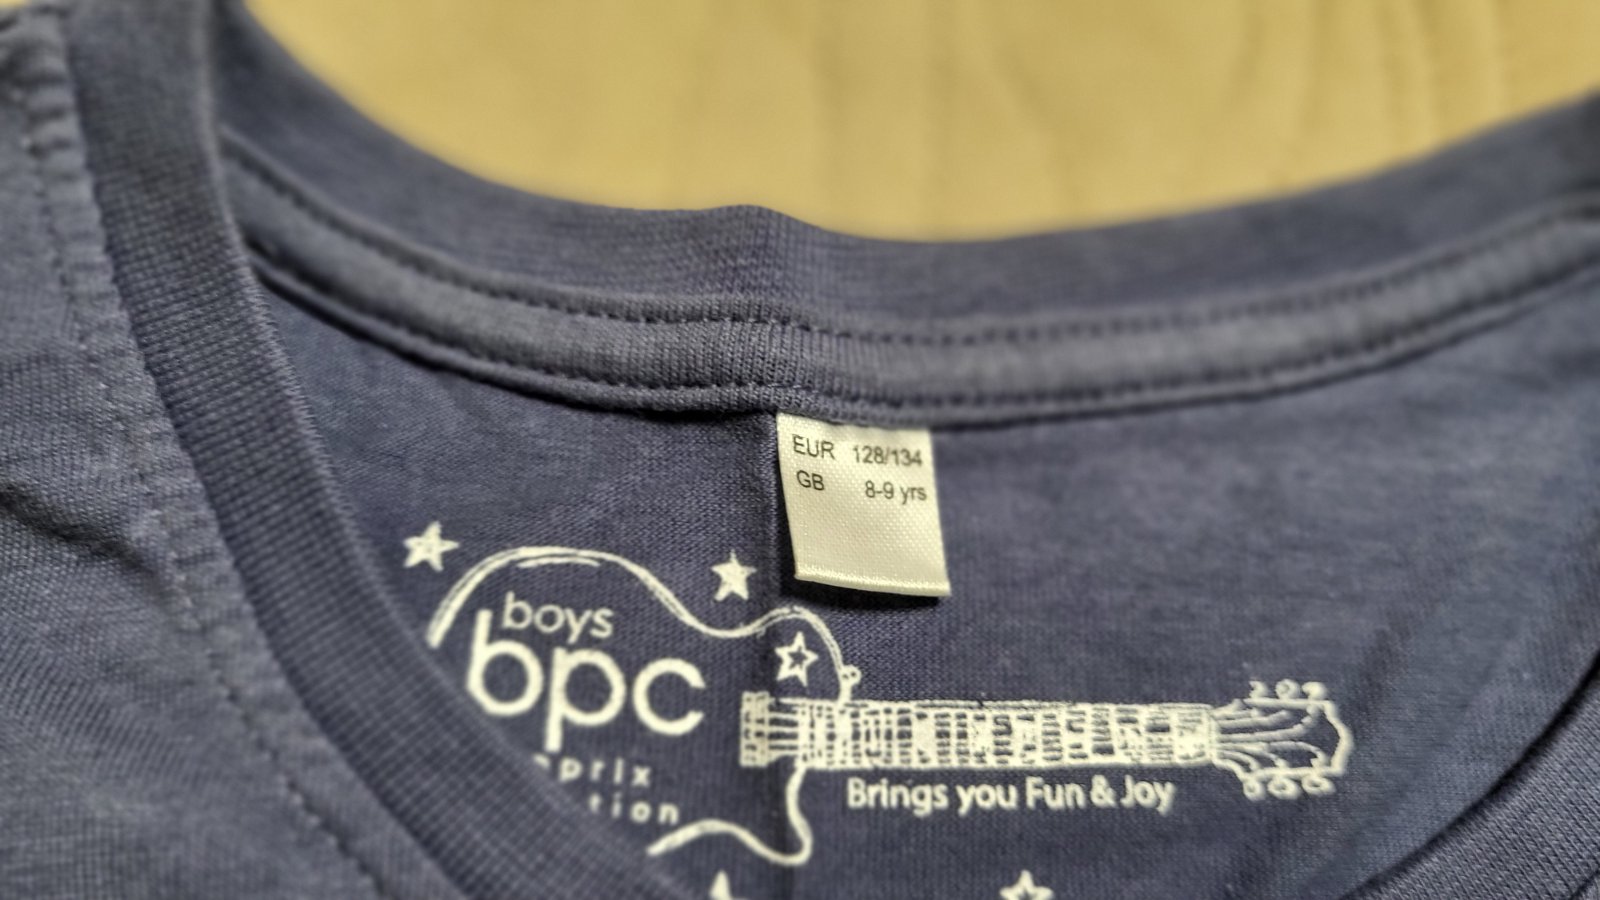 EUR 128/134
GB 8-9 yrs
boys
bpc
Brings you Fun & Joy